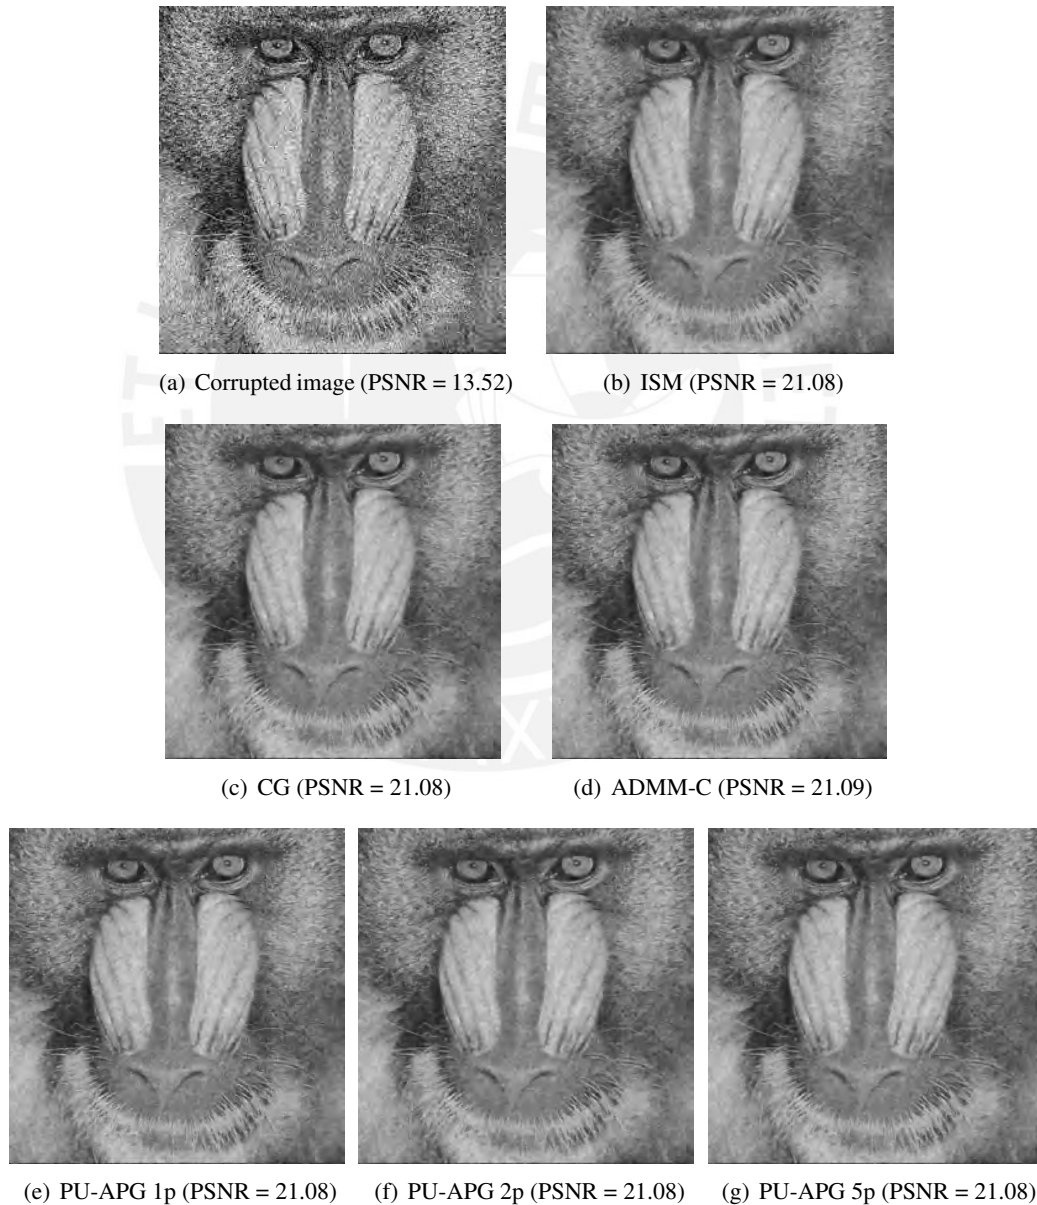 (a) Corrupted image (PSNR = 13.52)
(b) ISM (PSNR = 21.08)
(c) CG (PSNR = 21.08)
(d) ADMM-C (PSNR = 21.09)
(e) PU-APG 1p (PSNR = 21.08)
(f) PU-APG 2p (PSNR = 21.08)
(g) PU-APG 5p (PSNR = 21.08)